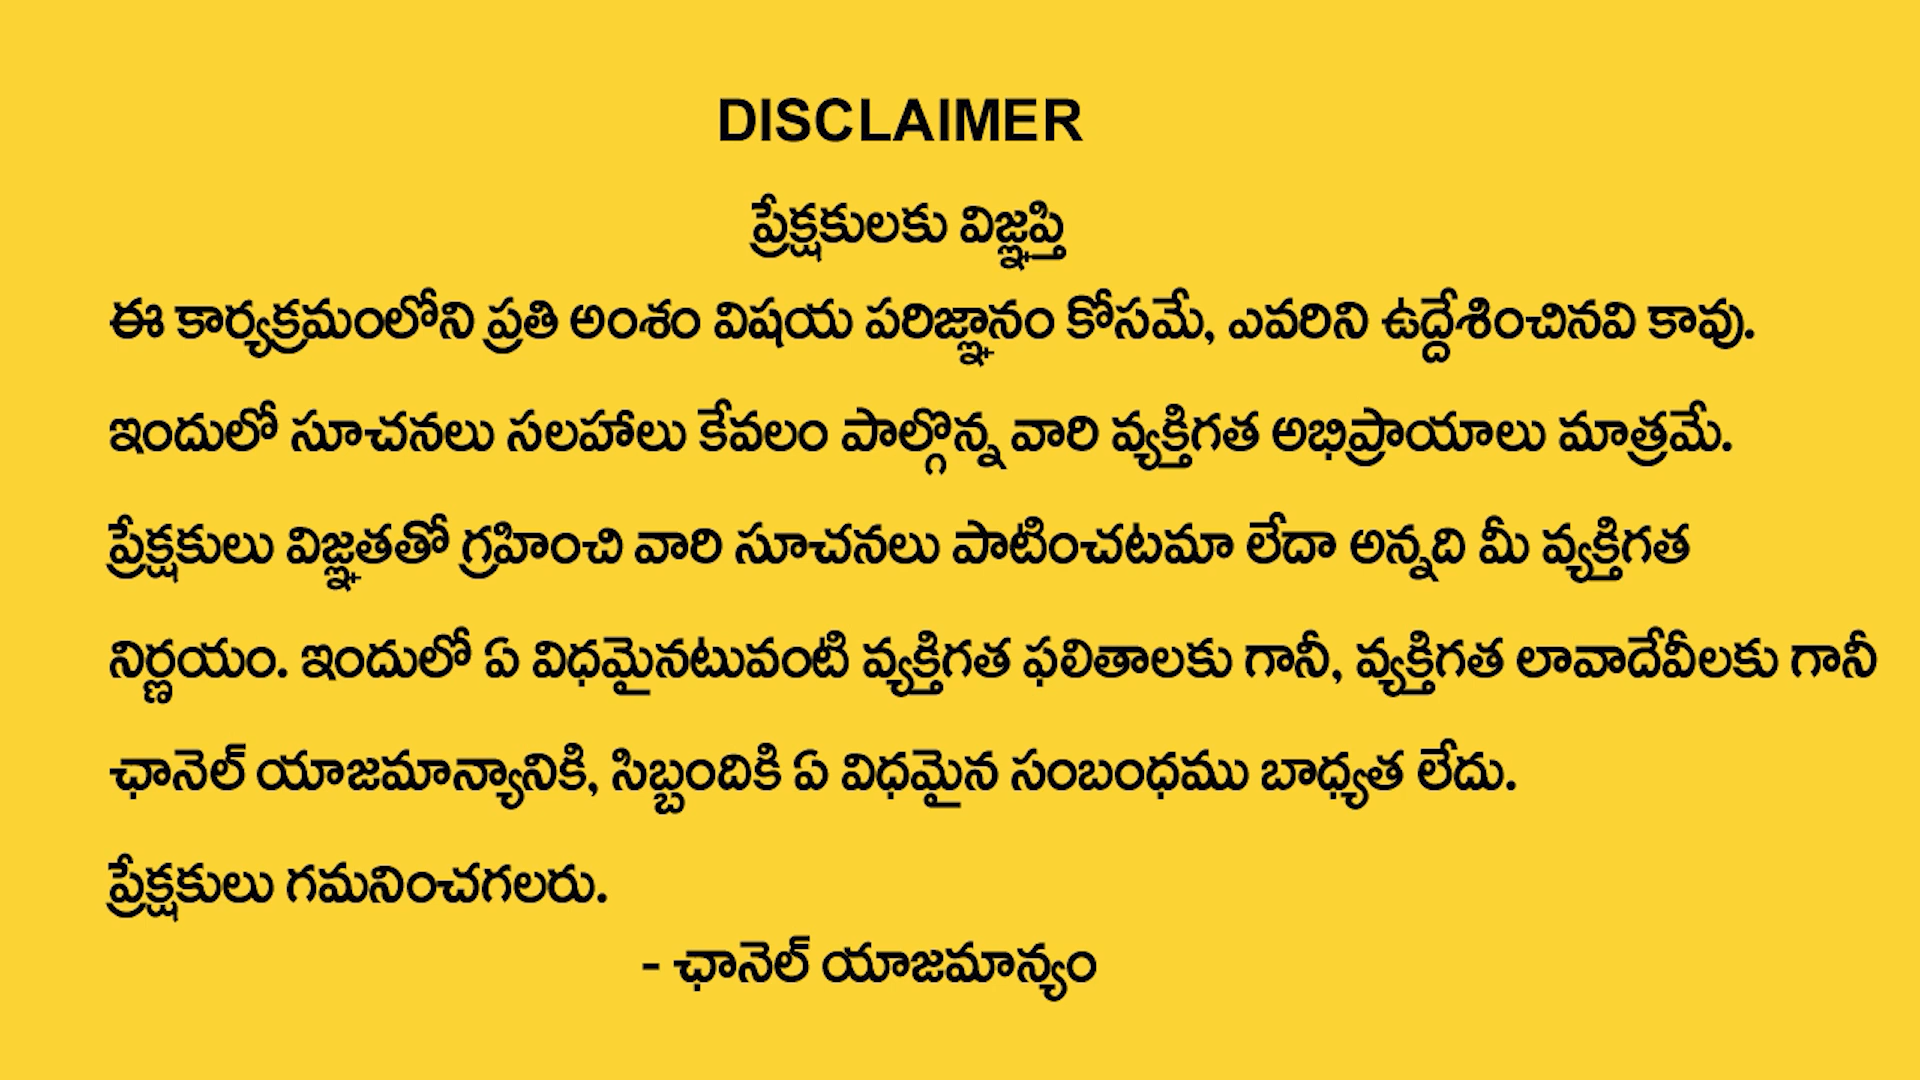 DISCLAIMER
ప్రేక్షకులకు విజ్ఞప్తి
ఈ కార్యక్రమంలోని ప్రతి అంశం విషయ పరిజ్ఞానం కోసమే, ఎవరిని ఉద్దేశించినవి కావు.
ఇందులో సూచనలు సలహాలు కేవలం పాల్గొన్న వారి వ్యక్తిగత అభిప్రాయాలు మాత్రమే.
ప్రేక్షకులు విజ్ఞతతో గ్రహించి వారి సూచనలు పాటించటమా లేదా అన్నది మీ వ్యక్తిగత
నిర్ణయం. ఇందులో ఏ విధమైనటువంటి వ్యక్తిగత ఫలితాలకు గానీ, వ్యక్తిగత లావాదేవీలకు గానీ
ఛానెల్ యాజమాన్యానికి, సిబ్బందికి ఏ విధమైన సంబంధము బాధ్యత లేదు.
ప్రేక్షకులు గమనించగలరు.
- ఛానెల్ యాజమాన్యం